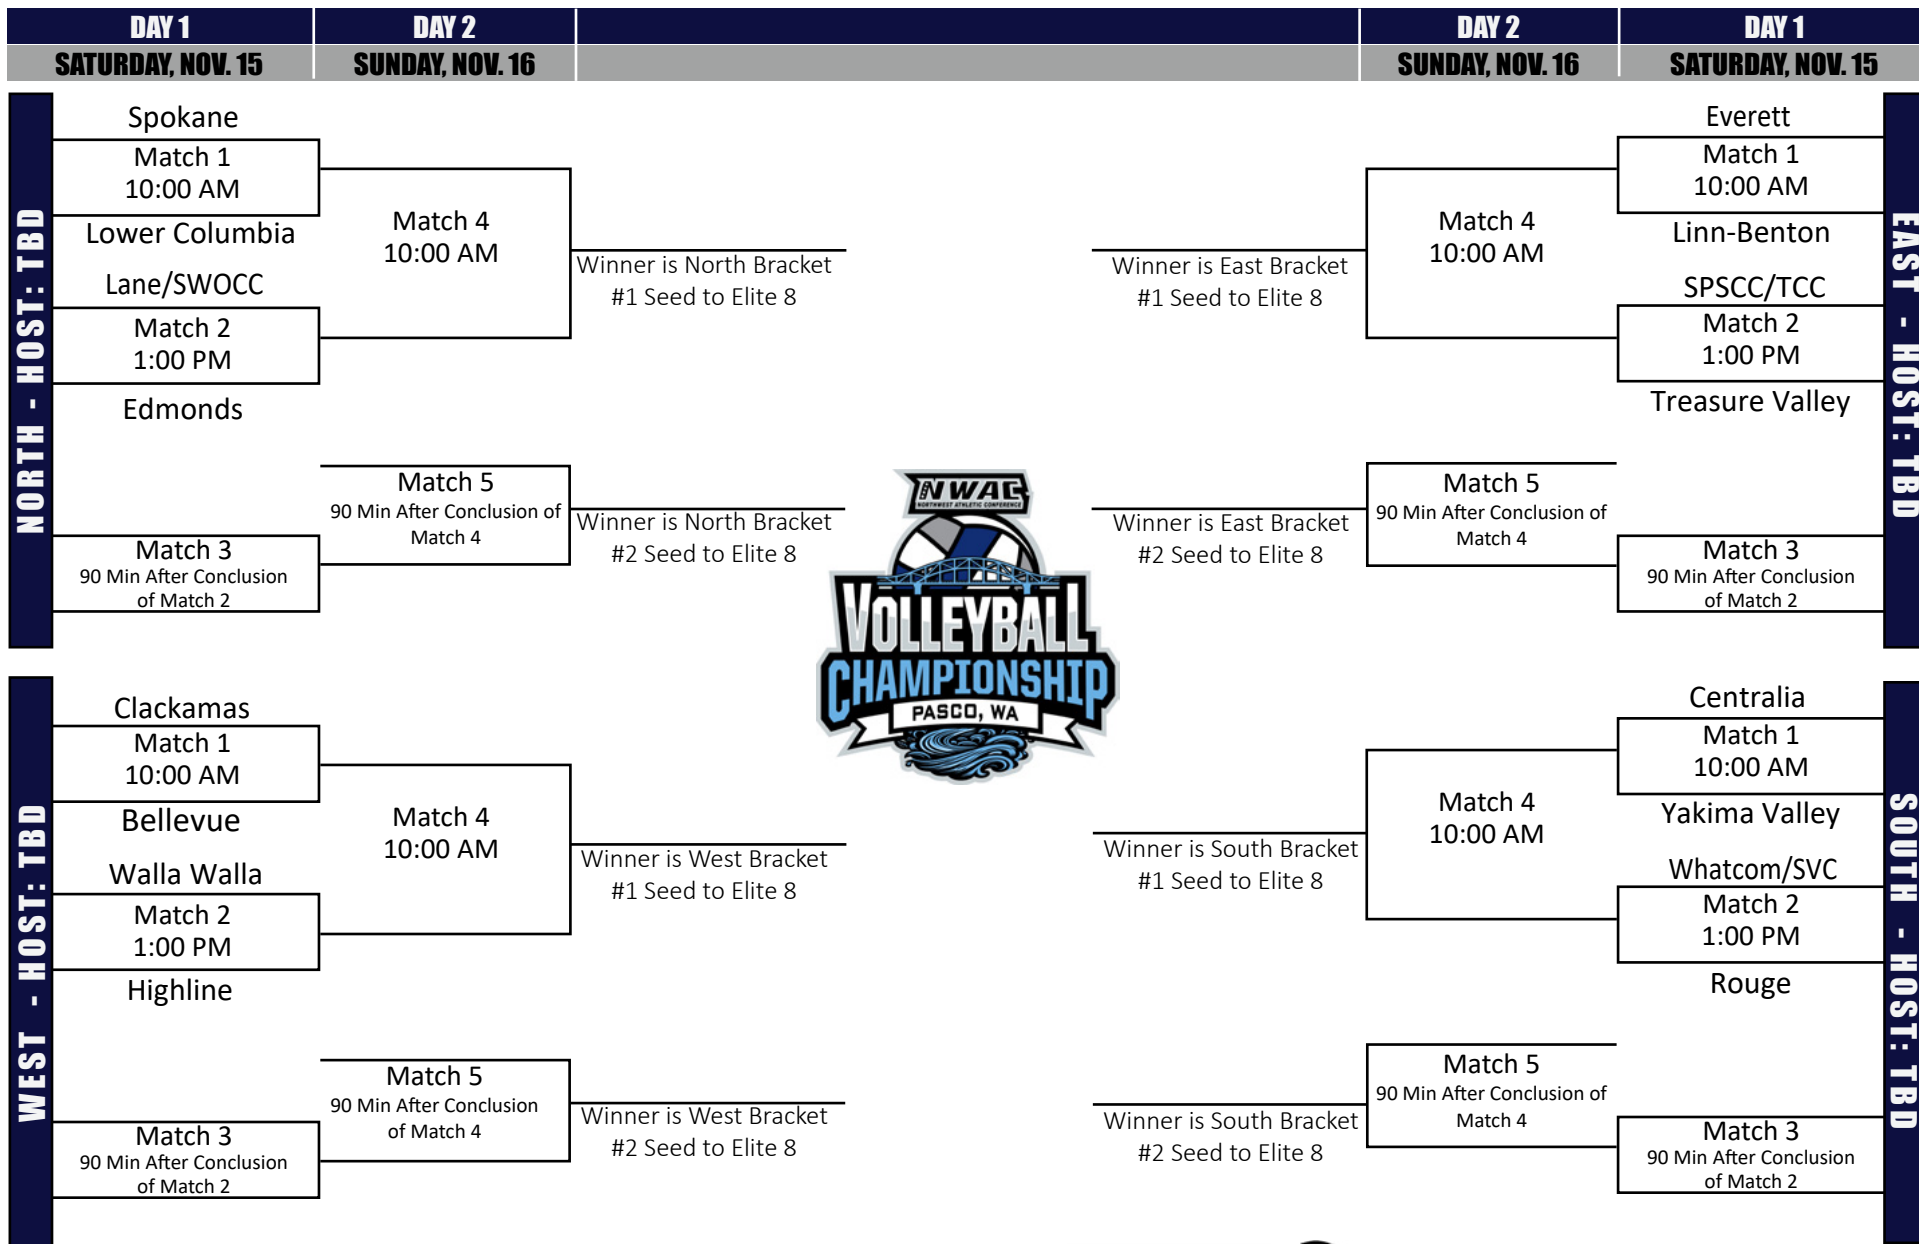 DAY 1
DAY 2
DAY 2
DAY 1
SATURDAY, NOV. 15
SUNDAY, NOV. 16
SUNDAY, NOV. 16
SATURDAY, NOV. 15
NORTH - HOST: TBD
Spokane
Match 1
10:00 AM
Lower Columbia
Lane/SWOCC
Match 2
1:00 PM
Edmonds
Match 3
90 Min After Conclusion
of Match 2
Match 4
10:00 AM
Match 5
90 Min After Conclusion of
Match 4
Winner is North Bracket
#1 Seed to Elite 8
Winner is North Bracket
#2 Seed to Elite 8
WEST - HOST: TBD
Clackamas
Match 1
10:00 AM
Bellevue
Walla Walla
Match 2
1:00 PM
Highline
Match 3
90 Min After Conclusion
of Match 2
Match 4
10:00 AM
Match 5
90 Min After Conclusion
of Match 4
Winner is West Bracket
#1 Seed to Elite 8
Winner is West Bracket
#2 Seed to Elite 8
NWAC
NORTHWEST ATHLETIC CONFERENCE
VOLLEYBALL
CHAMPIONSHIP
PASCO, WA
Winner is East Bracket
#1 Seed to Elite 8
Winner is East Bracket
#2 Seed to Elite 8
Match 4
10:00 AM
Match 5
90 Min After Conclusion of
Match 4
Everett
Match 1
10:00 AM
Linn-Benton
SPSCC/TCC
Match 2
1:00 PM
Treasure Valley
Match 3
90 Min After Conclusion
of Match 2
EAST - HOST: TBD
Winner is South Bracket
#1 Seed to Elite 8
Winner is South Bracket
#2 Seed to Elite 8
Match 4
10:00 AM
Match 5
90 Min After Conclusion of
Match 4
Centralia
Match 1
10:00 AM
Yakima Valley
Whatcom/SVC
Match 2
1:00 PM
Rouge
Match 3
90 Min After Conclusion
of Match 2
SOUTH - HOST: TBD